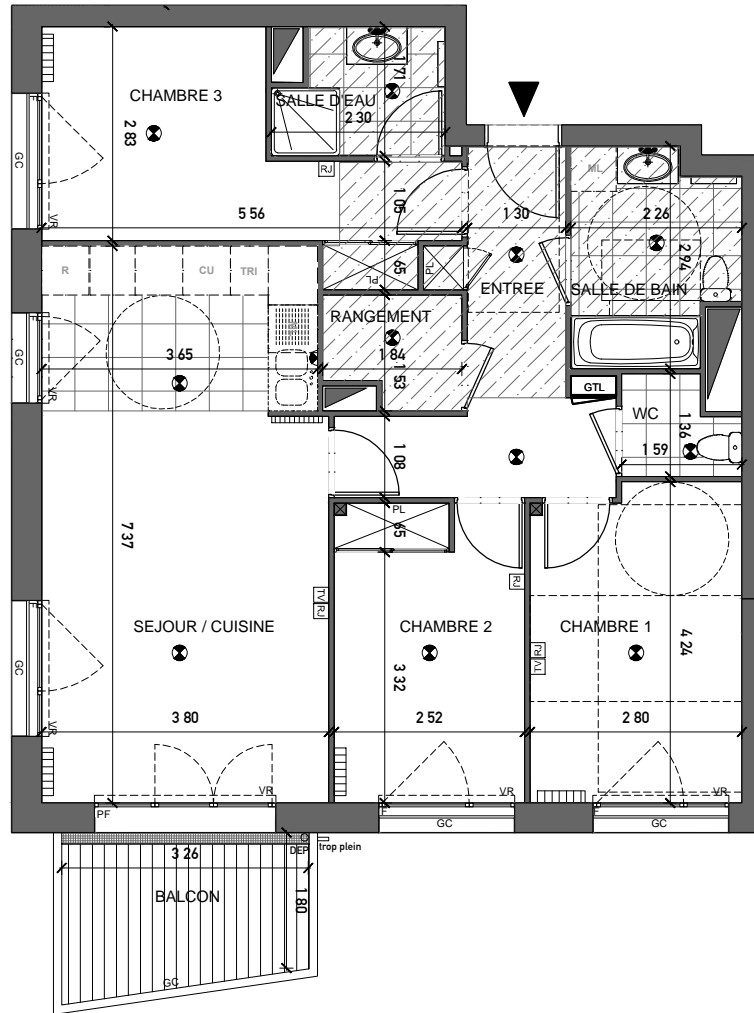 CHAMBRE 3
2 83
5 56
GC
VR
F
SALLE D'EAU
1 71
2 30
RJ
1 05
1 30
ML
2 26
2 94
SALLE DE BAIN
ENTREE
PL
65
PL
R
CU
TRI
RANGEMENT
3 65
1 84
1 53
GC
VR
GTL
WC
1 36
1 59
1 08
PL
65
7 37
TV
RJ
RJ
RJ
TV
SEJOUR / CUISINE
CHAMBRE 2
CHAMBRE 1
4 24
3 32
3 80
2 52
2 80
F
GC
VR
PF
VR
F
VR
GC
F
VR
GC
DEP
trop plein
3 26
1 80
BALCON
GC